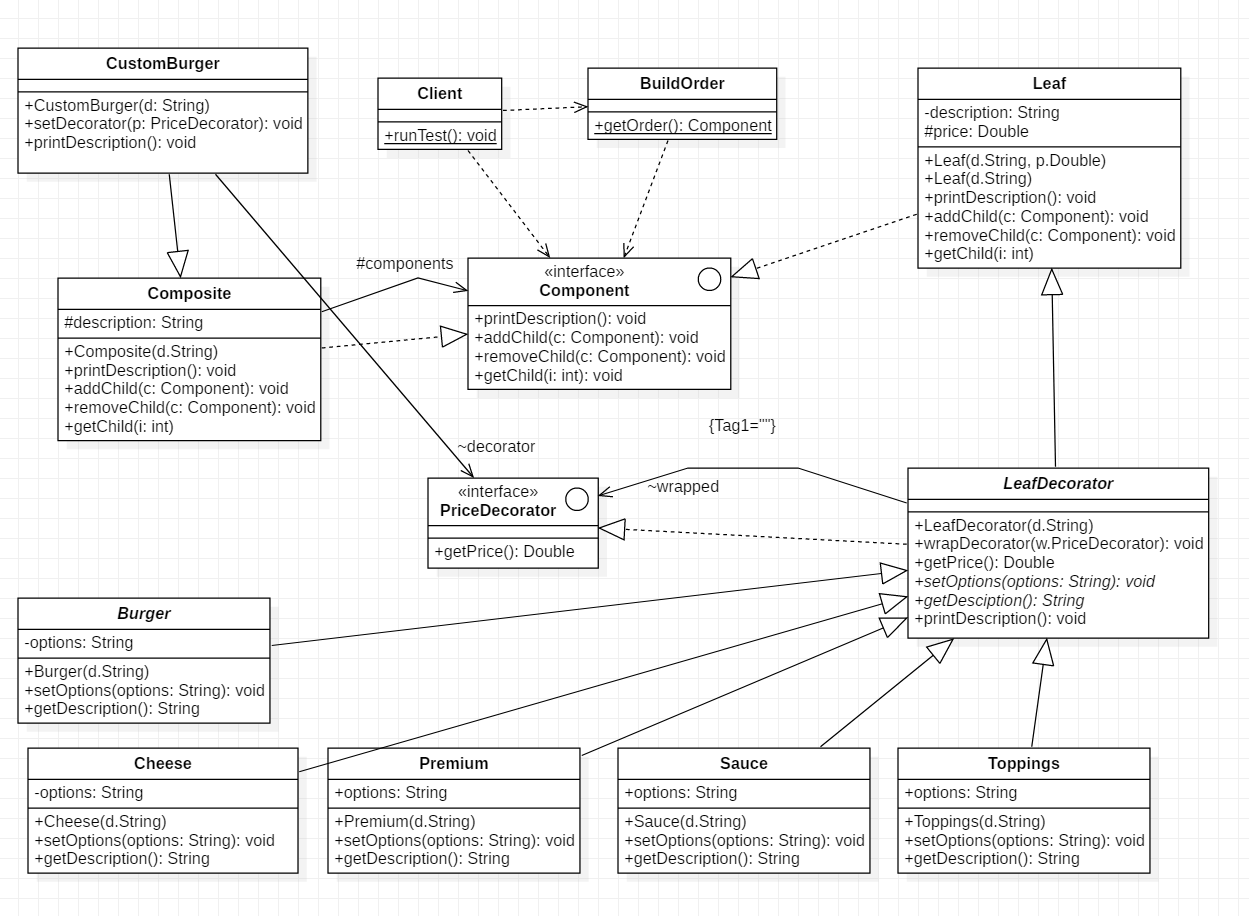 CustomBurger
+CustomBurger(d: String)
+setDecorator(p: PriceDecorator): void
+printDescription(): void
Client
+runTest(): void
BuildOrder
+getOrder(): Component
Leaf
-description: String
#price: Double
+Leaf(d.String, p.Double)
+Leaf(d.String)
+printDescription(): void
+addChild(c: Component): void
+removeChild(c: Component): void
+getChild(i: int)
#components
Composite
#description: String
+Composite(d.String)
+printDescription(): void
+addChild(c: Component): void
+removeChild(c: Component): void
+getChild(i: int)
«interface»
Component
+printDescription(): void
+addChild(c: Component): void
+removeChild(c: Component): void
+getChild(i: int): void
{Tag1=""}
~decorator
~wrapped
«interface»
PriceDecorator
+getPrice(): Double
LeafDecorator
+LeafDecorator(d.String)
+wrapDecorator(w.PriceDecorator): void
+getPrice(): Double
+setOptions(options: String): void
+getDesciption(): String
+printDescription(): void
Burger
-options: String
+Burger(d.String)
+setOptions(options: String): void
+getDescription(): String
Cheese
-options: String
+Cheese(d.String)
+setOptions(options: String): void
+getDescription(): String
Premium
+options: String
+Premium(d.String)
+setOptions(options: String): void
+getDescription(): String
Sauce
+options: String
+Sauce(d.String)
+setOptions(options: String): void
+getDescription(): String
Toppings
+options: String
+Toppings(d.String)
+setOptions(options: String): void
+getDescription(): String